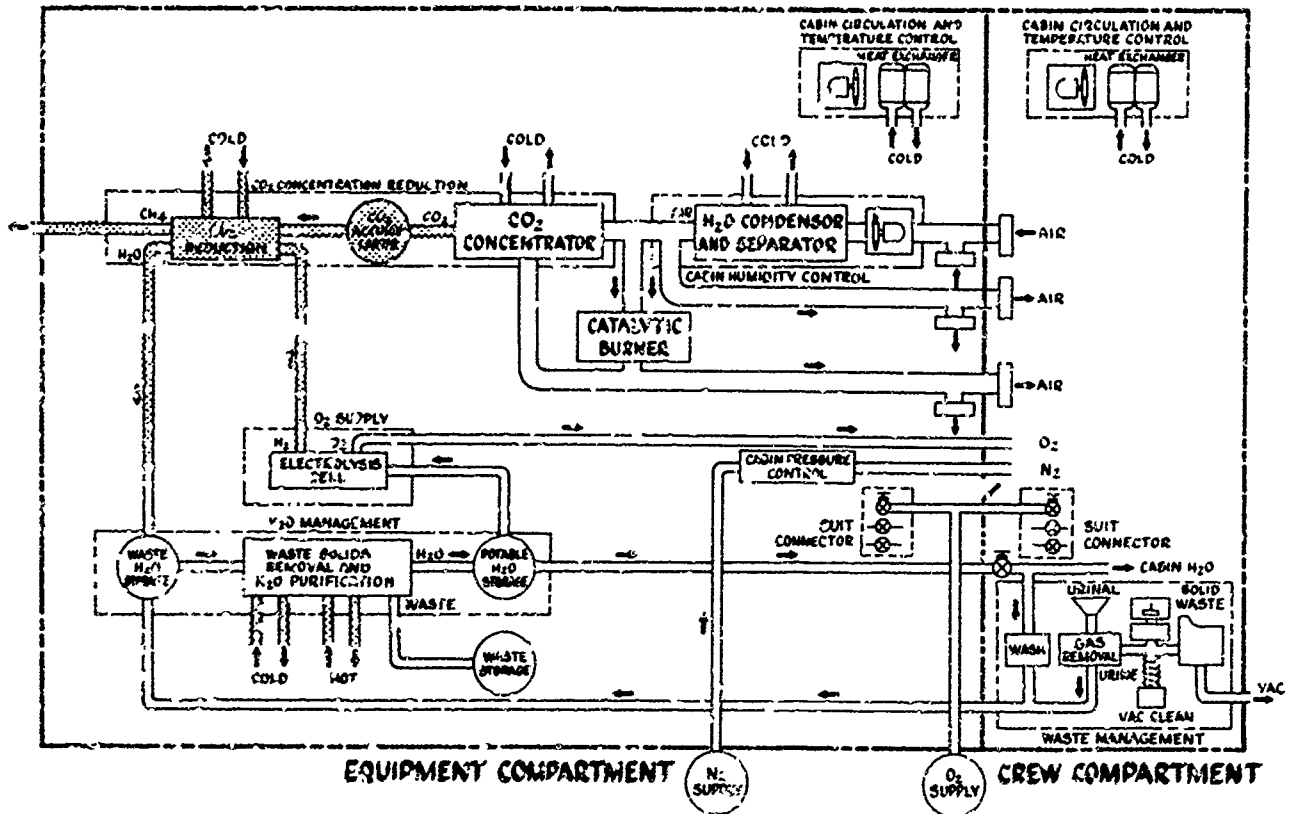 CABIN CIRCULATION AND
TEMPERATURE CONTROL
HEAT EXCHANGER
COLD
CABIN CIRCULATION AND
TEMPERATURE CONTROL
HEAT EXCHANGER
COLD
COLD
COLD
COLD
CO₂ CONCENTRATION REDUCTION
CH₄
CO₂
REDUCTION
H₂O
CO₂
CO₂
CO₂
CONCENTRATOR
AIR
H₂O CONDENSOR
AND SEPARATOR
CABIN HUMIDITY CONTROL
AIR
AIR
CATALYTIC
BURNER
AIR
O₂ SUPPLY
H₂
O₂
ELECTROLYSIS
CELL
O₂
CABIN PRESSURE
CONTROL
N₂
SUIT
CONNECTOR
SUIT
CONNECTOR
H₂O MANAGEMENT
WASTE
H₂O
STORAGE
WASTE SOLIDS
REMOVAL AND
H₂O PURIFICATION
H₂O
POTABLE
H₂O
STORAGE
WASTE
COLD
HOT
WASTE
STORAGE
CABIN H₂O
URINAL
SOLID
WASTE
WASH
GAS
REMOVAL
URINE
VAC CLEAN
VAC
WASTE MANAGEMENT
EQUIPMENT COMPARTMENT
N₂
SUPPLY
O₂
SUPPLY
CREW COMPARTMENT